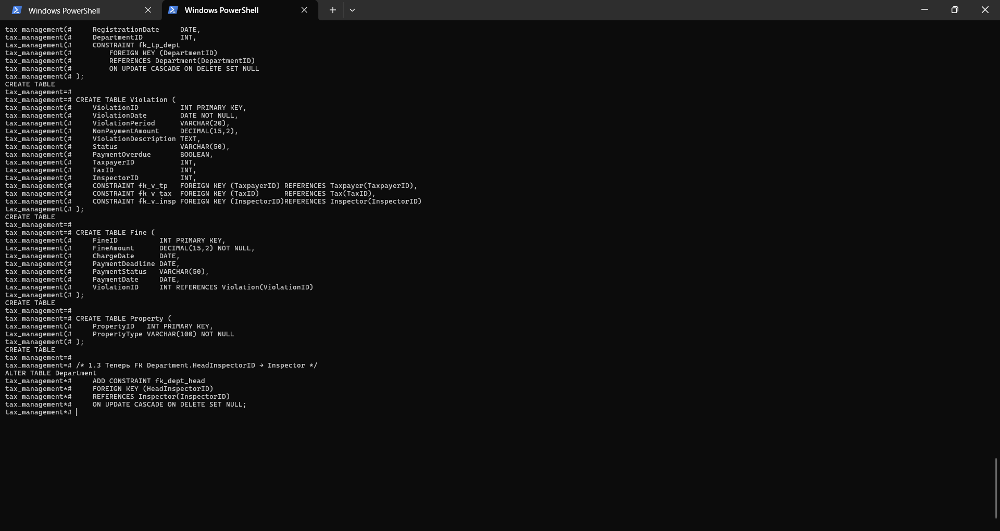 Windows PowerShell
Windows PowerShell
tax_management(#     RegistrationDate     DATE,
tax_management(#     DepartmentID         INT,
tax_management(#     CONSTRAINT fk_tp_dept
tax_management(#         FOREIGN KEY (DepartmentID)
tax_management(#         REFERENCES Department(DepartmentID)
tax_management(#         ON UPDATE CASCADE ON DELETE SET NULL
tax_management(# );
CREATE TABLE
tax_management=#
tax_management=# CREATE TABLE Violation (
tax_management(#     ViolationID          INT PRIMARY KEY,
tax_management(#     ViolationDate        DATE NOT NULL,
tax_management(#     ViolationPeriod      VARCHAR(20),
tax_management(#     NonPaymentAmount     DECIMAL(15,2),
tax_management(#     ViolationDescription TEXT,
tax_management(#     Status               VARCHAR(50),
tax_management(#     PaymentOverdue       BOOLEAN,
tax_management(#     TaxpayerID           INT,
tax_management(#     TaxID                INT,
tax_management(#     InspectorID          INT,
tax_management(#     CONSTRAINT fk_v_tp   FOREIGN KEY (TaxpayerID) REFERENCES Taxpayer(TaxpayerID),
tax_management(#     CONSTRAINT fk_v_tax  FOREIGN KEY (TaxID)      REFERENCES Tax(TaxID),
tax_management(#     CONSTRAINT fk_v_insp FOREIGN KEY (InspectorID)REFERENCES Inspector(InspectorID)
tax_management(# );
CREATE TABLE
tax_management=#
tax_management=# CREATE TABLE Fine (
tax_management(#     FineID          INT PRIMARY KEY,
tax_management(#     FineAmount      DECIMAL(15,2) NOT NULL,
tax_management(#     ChargeDate      DATE,
tax_management(#     PaymentDeadline DATE,
tax_management(#     PaymentStatus   VARCHAR(50),
tax_management(#     PaymentDate     DATE,
tax_management(#     ViolationID     INT REFERENCES Violation(ViolationID)
tax_management(# );
CREATE TABLE
tax_management=#
tax_management=# CREATE TABLE Property (
tax_management(#     PropertyID   INT PRIMARY KEY,
tax_management(#     PropertyType VARCHAR(100) NOT NULL
tax_management(# );
CREATE TABLE
tax_management=#
tax_management=# /* 1.3 Теперь FK Department.HeadInspectorID → Inspector */
ALTER TABLE Department
tax_management*#     ADD CONSTRAINT fk_dept_head
tax_management*#     FOREIGN KEY (HeadInspectorID)
tax_management*#     REFERENCES Inspector(InspectorID)
tax_management*#     ON UPDATE CASCADE ON DELETE SET NULL;
tax_management*#